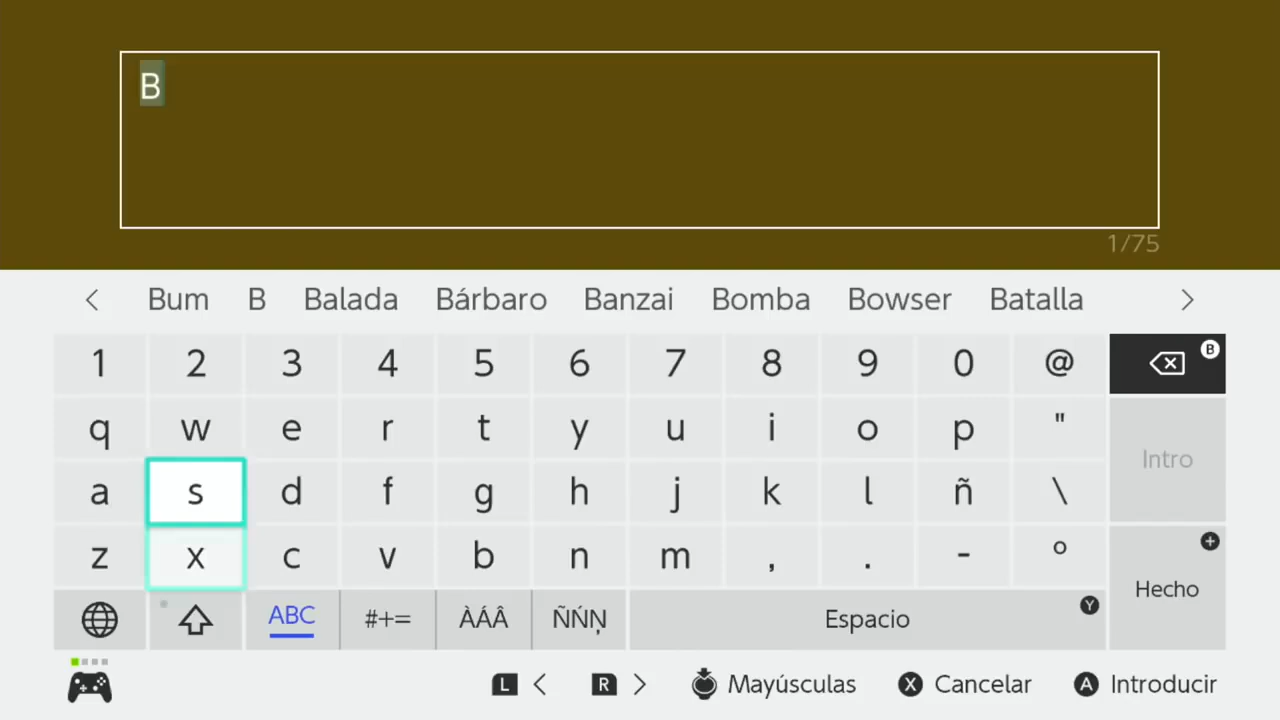 B
1/75
Bum B Balada Bárbaro Banzai Bomba Bowser Batalla
1 2 3 4 5 6 7 8 9 0 @ B
q w e r t y u i o p "
Intro
a s d f g h j k l ñ \
z x c v b n m , . - º
Hecho
ABC #+= ÀÁÂ ÑŃŅ Espacio Y
L R Mayúsculas X Cancelar A Introducir